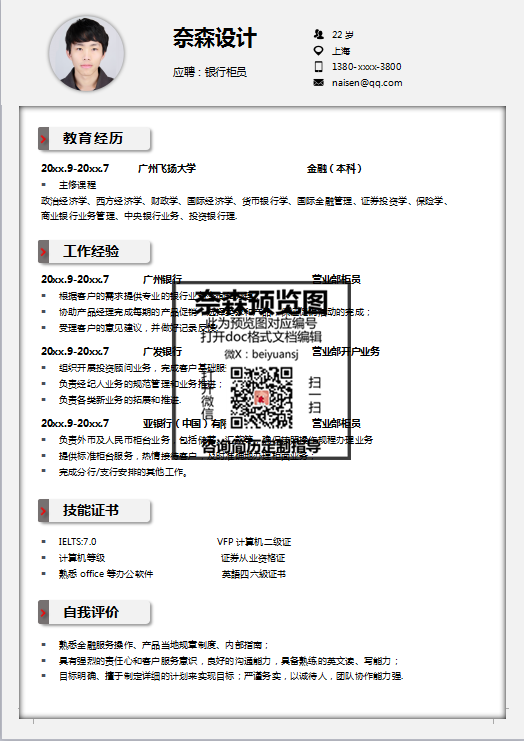 奈森设计
应聘：银行柜员
22 岁
上海
1380-xxxx-3800
naisen@qq.com
教育经历
20xx.9-20xx.7 广州飞扬大学 金融（本科）
主修课程
政治经济学、西方经济学、财政学、国际经济学、货币银行学、国际金融管理、证券投资学、保险学、
商业银行业务管理、中央银行业务、投资银行理.
工作经验
20xx.9-20xx.7 广州银行 营业部柜员
根据客户的需求提供专业的银行业
协助产品经理完成每期的产品促销 动的完成；
受理客户的意见建议，并做好记录反
20xx.9-20xx.7 广发银行 营业部开户业务
组织开展投资顾问业务，完成客户基础服
负责经纪人业务的规范管理和业务推进；
负责各类新业务的拓展和推进.
20xx.9-20xx.7 亚银行（中国）有限 营业部柜员
负责外币及人民币柜台业务，包括 规程办理业务
提供标准柜台服务，热情接待客户，
完成分行/支行安排的其他工作。
奈森预览图
此为预览图对应编号
打开doc格式文档编辑
微X：beiyuansj
打开微信
扫一扫
咨询简历定制指导
技能证书
IELTS:7.0 VFP 计算机二级证
计算机等级 证券从业资格证
熟悉 office 等办公软件 英語四六級证书
自我评价
熟悉金融服务操作、产品当地规章制度、内部指南；
具有强烈的责任心和客户服务意识，良好的沟通能力，具备熟练的英文读、写能力；
目标明确、擅于制定详细的计划来实现目标；严谨务实，以诚待人，团队协作能力强.